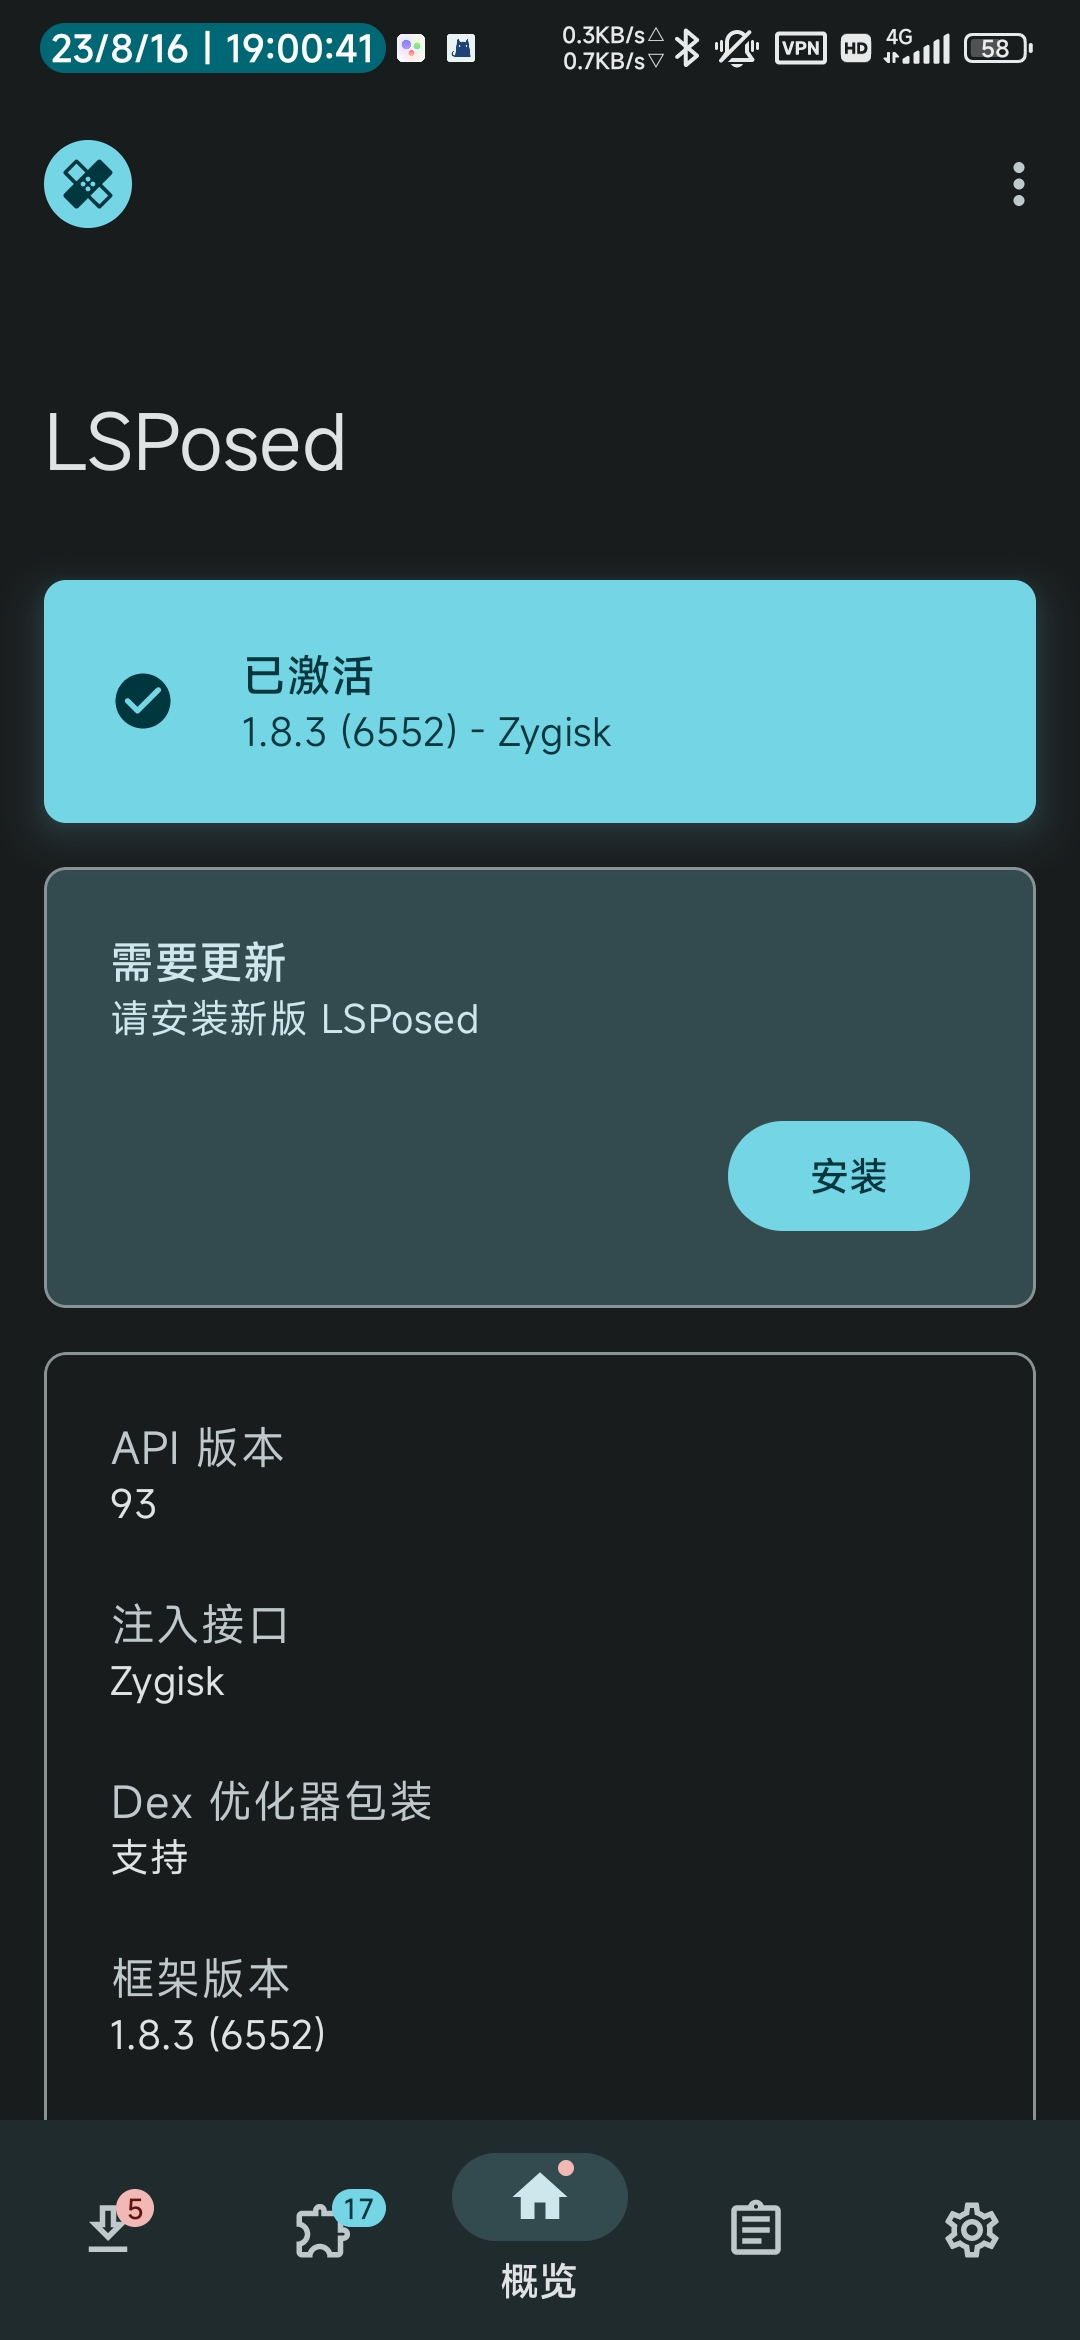 23/8/16 | 19:00:41
0.3KB/s△
0.7KB/s▽
VPN
HD
4G
58
LSPosed
已激活
1.8.3 (6552) - Zygisk
需要更新
请安装新版 LSPosed
安装
API 版本
93
注入接口
Zygisk
Dex 优化器包装
支持
框架版本
1.8.3 (6552)
5
17
概览